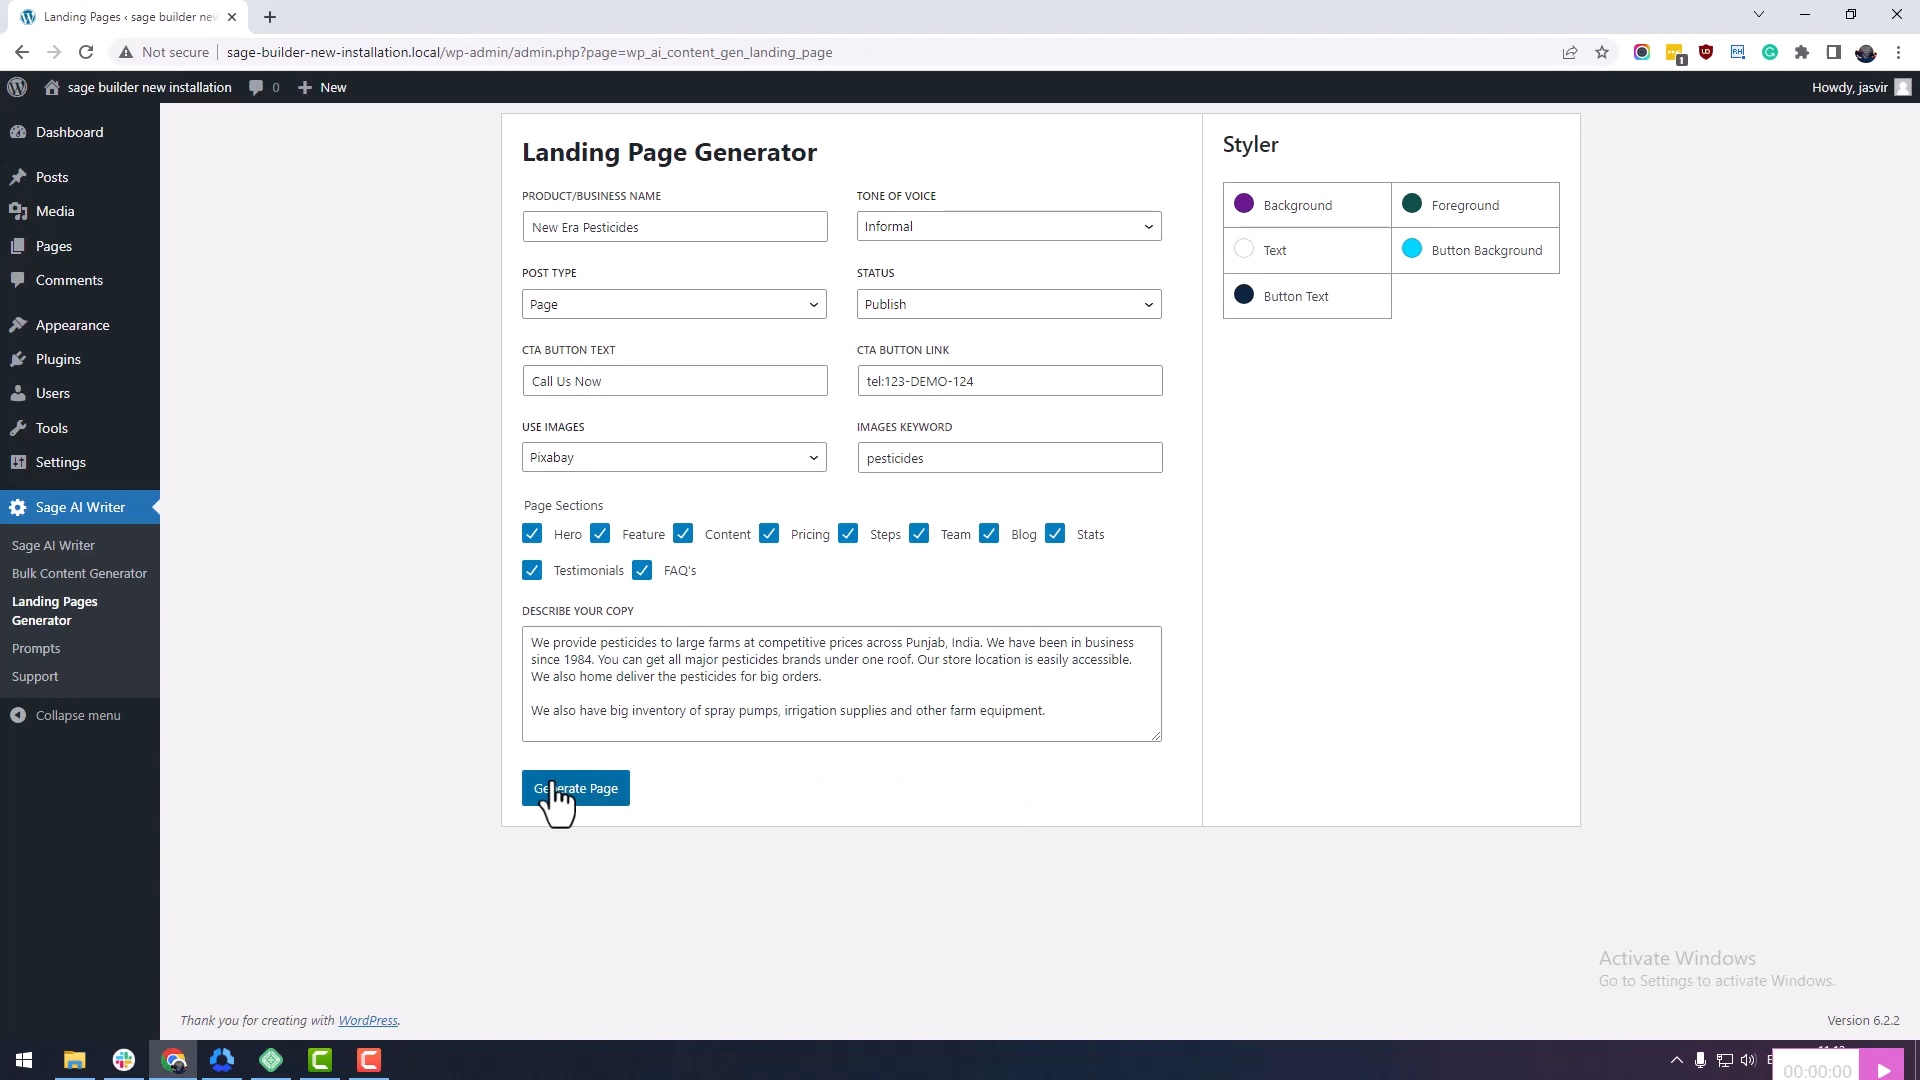 Landing Pages ‹ sage builder new
Not secure
sage-builder-new-installation.local/wp-admin/admin.php?page=wp_ai_content_gen_landing_page
1
sage builder new installation
0
New
Howdy, jasvir
Dashboard
Posts
Media
Pages
Comments
Appearance
Plugins
Users
Tools
Settings
Sage AI Writer
Sage AI Writer
Bulk Content Generator
Landing Pages
Generator
Prompts
Support
Collapse menu
Landing Page Generator
PRODUCT/BUSINESS NAME
TONE OF VOICE
New Era Pesticides
Informal
POST TYPE
STATUS
Page
Publish
CTA BUTTON TEXT
CTA BUTTON LINK
Call Us Now
tel:123-DEMO-124
USE IMAGES
IMAGES KEYWORD
Pixabay
pesticides
Page Sections
Hero Feature Content Pricing Steps Team Blog Stats
Testimonials FAQ's
DESCRIBE YOUR COPY
We provide pesticides to large farms at competitive prices across Punjab, India. We have been in business
since 1984. You can get all major pesticides brands under one roof. Our store location is easily accessible.
We also home deliver the pesticides for big orders.
We also have big inventory of spray pumps, irrigation supplies and other farm equipment.
Generate Page
Styler
Background
Foreground
Text
Button Background
Button Text
Activate Windows
Go to Settings to activate Windows.
Thank you for creating with WordPress.
Version 6.2.2
00:00:00